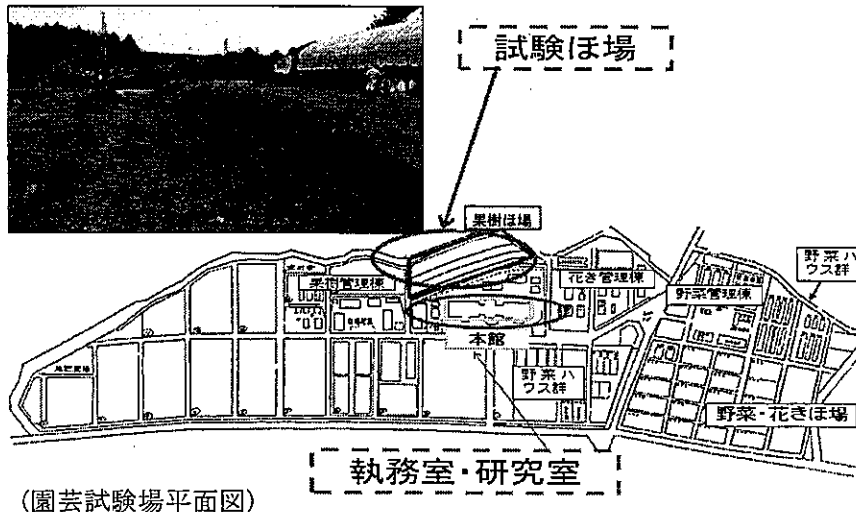 試験ほ場
果樹ほ場
果樹管理棟
花き管理棟
野菜管理棟
野菜ハ
ウス群
本館
野菜ハ
ウス群
野菜・花きほ場
執務室・研究室
(園芸試験場平面図)